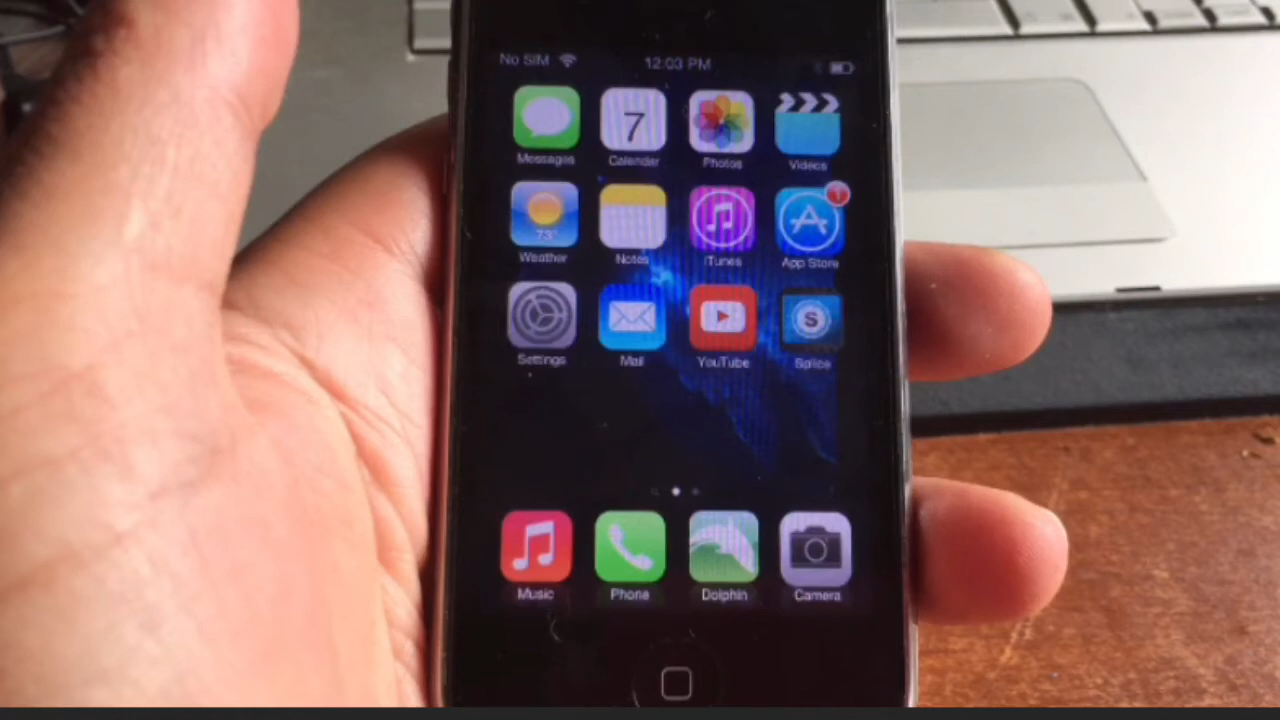 No SIM 12:03 PM
7
Messages Calendar Photos Videos
73° 1
Weather Notes iTunes App Store
S
Settings Mail YouTube Splice
Music Phone Dolphin Camera